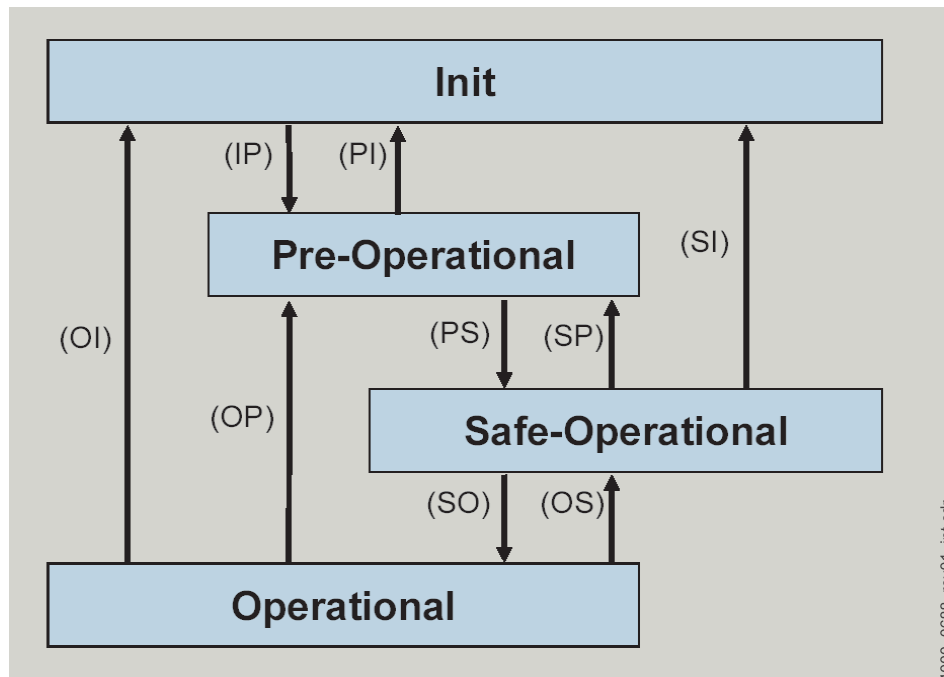 Init
(IP) (PI)
(SI)
Pre-Operational
(OI)
(PS) (SP)
(OP)
Safe-Operational
(SO) (OS)
Operational